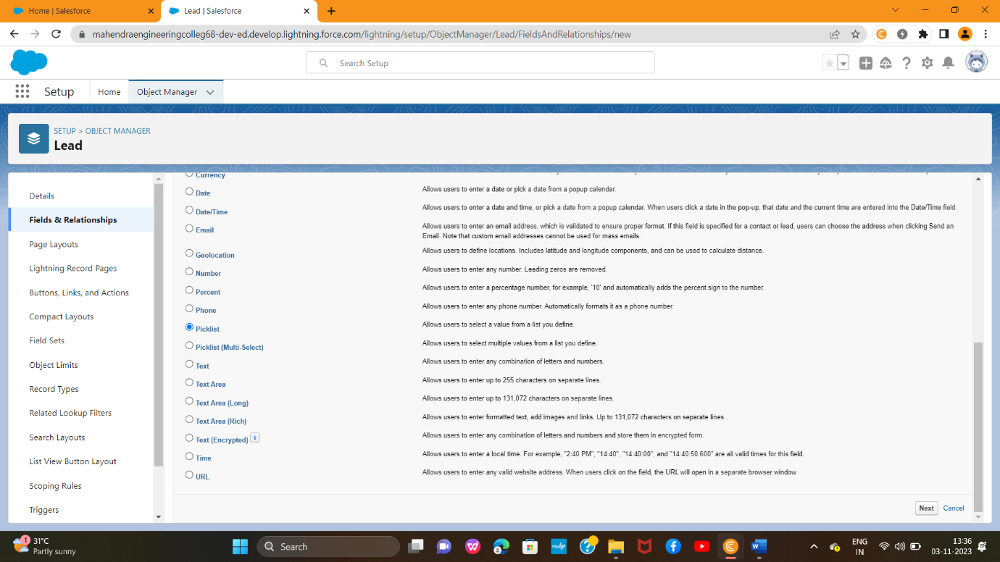 Home | Salesforce
Lead | Salesforce
mahendraengineeringcolleg68-dev-ed.develop.lightning.force.com/lightning/setup/ObjectManager/Lead/FieldsAndRelationships/new
Search Setup
Setup
Home
Object Manager
SETUP > OBJECT MANAGER
Lead
Details
Fields & Relationships
Page Layouts
Lightning Record Pages
Buttons, Links, and Actions
Compact Layouts
Field Sets
Object Limits
Record Types
Related Lookup Filters
Search Layouts
List View Button Layout
Scoping Rules
Triggers
Currency
Date Allows users to enter a date or pick a date from a popup calendar.
Date/Time Allows users to enter a date and time, or pick a date from a popup calendar. When users click a date in the pop-up, that date and the current time are entered into the Date/Time field.
Email Allows users to enter an email address, which is validated to ensure proper format. If this field is specified for a contact or lead, users can choose the address when clicking Send an
Email. Note that custom email addresses cannot be used for mass emails.
Geolocation Allows users to define locations. Includes latitude and longitude components, and can be used to calculate distance.
Number Allows users to enter any number. Leading zeros are removed.
Percent Allows users to enter a percentage number, for example, '10' and automatically adds the percent sign to the number.
Phone Allows users to enter any phone number. Automatically formats it as a phone number.
Picklist Allows users to select a value from a list you define.
Picklist (Multi-Select) Allows users to select multiple values from a list you define.
Text Allows users to enter any combination of letters and numbers.
Text Area Allows users to enter up to 255 characters on separate lines.
Text Area (Long) Allows users to enter up to 131,072 characters on separate lines.
Text Area (Rich) Allows users to enter formatted text, add images and links. Up to 131,072 characters on separate lines.
Text (Encrypted) i Allows users to enter any combination of letters and numbers and store them in encrypted form.
Time Allows users to enter a local time. For example, "2:40 PM", "14:40", "14:40:00", and "14:40:50.600" are all valid times for this field.
URL Allows users to enter any valid website address. When users click on the field, the URL will open in a separate browser window.
Next Cancel
1
31°C
Partly sunny
Search
myhp
ENG
IN
13:36
03-11-2023